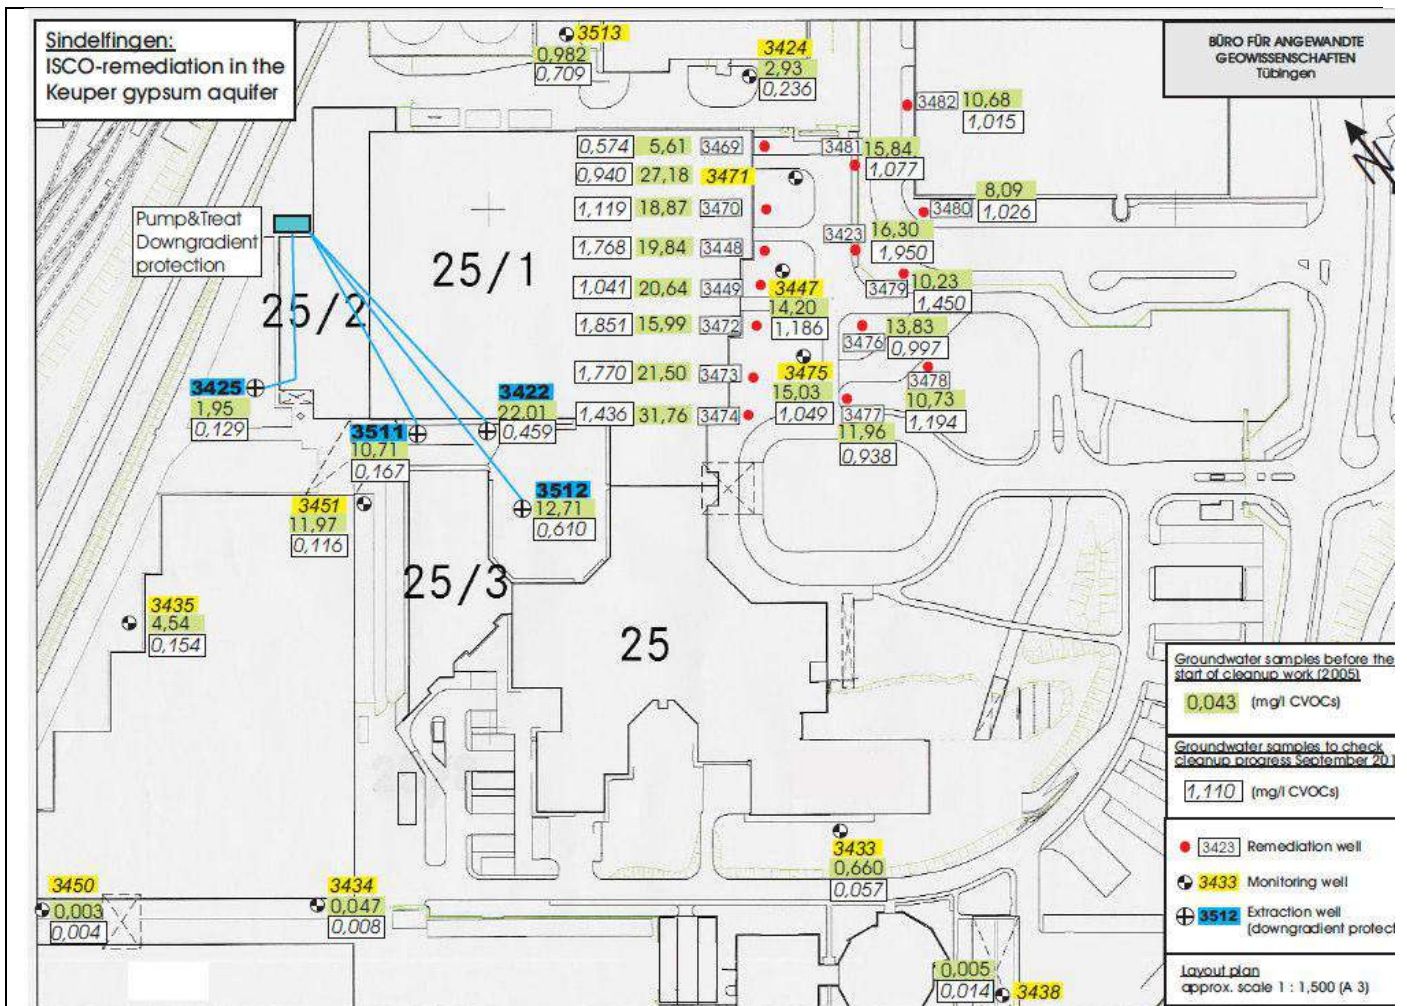 Sindelfingen:
ISCO-remediation in the
Keuper gypsum aquifer
BÜRO FÜR ANGEWANDTE
GEOWISSENSCHAFTEN
Tübingen
N
3513
0,982
0,709
3424
2,93
0,236
3482 10,68
1,015
0,574 5,61 3469
3481 15,84
1,077
0,940 27,18 3471
1,119 18,87 3470
8,09
3480 1,026
1,768 19,84 3448
3423 16,30
1,950
1,041 20,64 3449
3447
14,20
1,186
3479 10,23
1,450
1,851 15,99 3472
13,83
3476 0,997
1,770 21,50 3473
3475
15,03
1,049
3478
10,73
1,194
1,436 31,76 3474
3477
11,96
0,938
Pump&Treat
Downgradient
protection
25/1
25/2
3425
1,95
0,129
3422
22,01
0,459
3511
10,71
0,167
3512
12,71
0,610
3451
11,97
0,116
25/3
25
3435
4,54
0,154
3433
0,660
0,057
3450
0,003
0,004
3434
0,047
0,008
0,005
0,014 3438
Groundwater samples before the
start of cleanup work (2005)
0,043 (mg/l CVOCs)
Groundwater samples to check
cleanup progress September 201
1,110 (mg/l CVOCs)
3423 Remediation well
3433 Monitoring well
3512 Extraction well
(downgradient protect
Layout plan
approx. scale 1 : 1,500 (A 3)